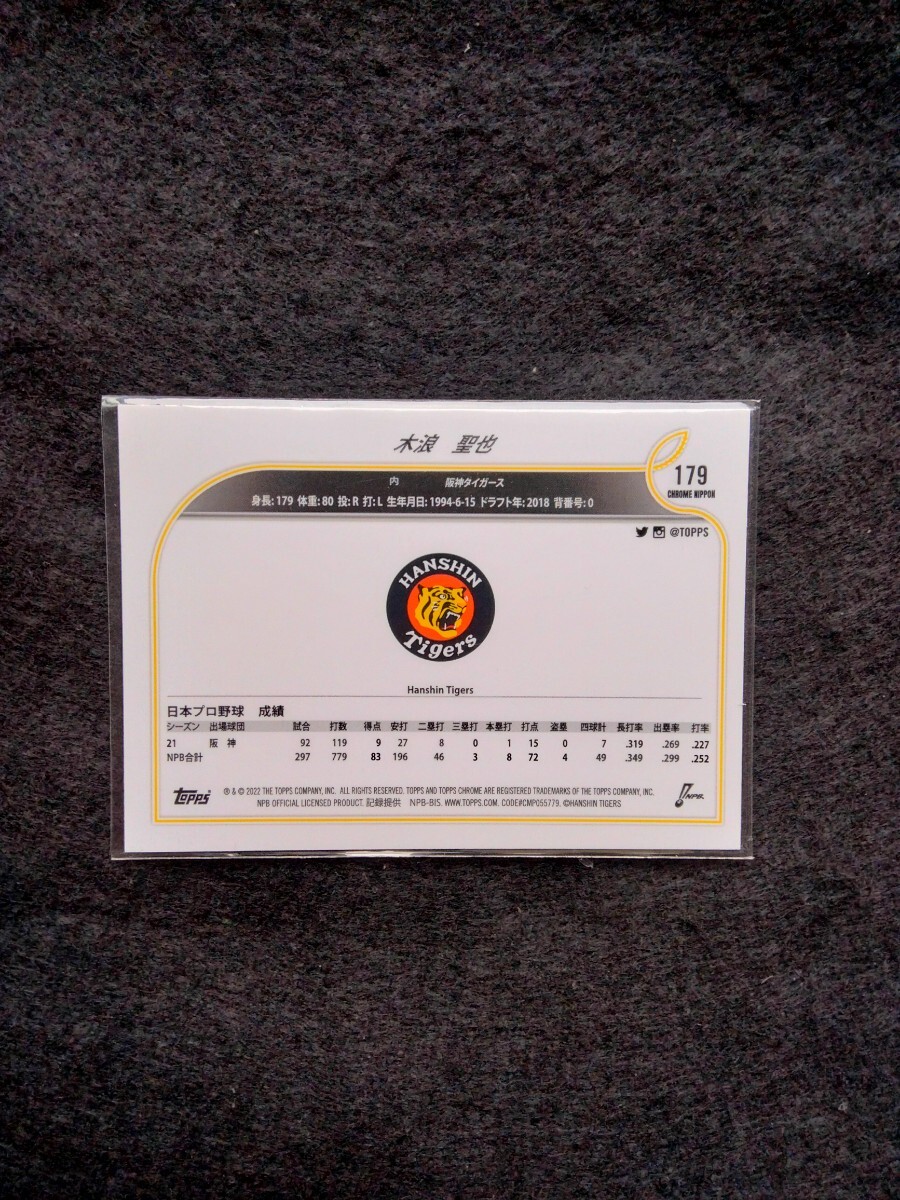 木浪 聖也
179
CHROME NIPPON
内 阪神タイガース
身長: 179 体重: 80 投: R 打: L 生年月日: 1994-6-15 ドラフト年: 2018 背番号: 0
@TOPPS
HANSHIN
Tigers
Hanshin Tigers
日本プロ野球 成績
シーズン 出場球団 試合 打数 得点 安打 二塁打 三塁打 本塁打 打点 盗塁 四球計 長打率 出塁率 打率
21 阪 神 92 119 9 27 8 0 1 15 0 7 .319 .269 .227
NPB合計 297 779 83 196 46 3 8 72 4 49 .349 .299 .252
topps
® & © 2022 THE TOPPS COMPANY, INC. ALL RIGHTS RESERVED. TOPPS AND TOPPS CHROME ARE REGISTERED TRADEMARKS OF THE TOPPS COMPANY, INC.
NPB OFFICIAL LICENSED PRODUCT. 記録提供 NPB-BIS. WWW.TOPPS.COM. CODE#CMP055779. ©HANSHIN TIGERS
NPB.